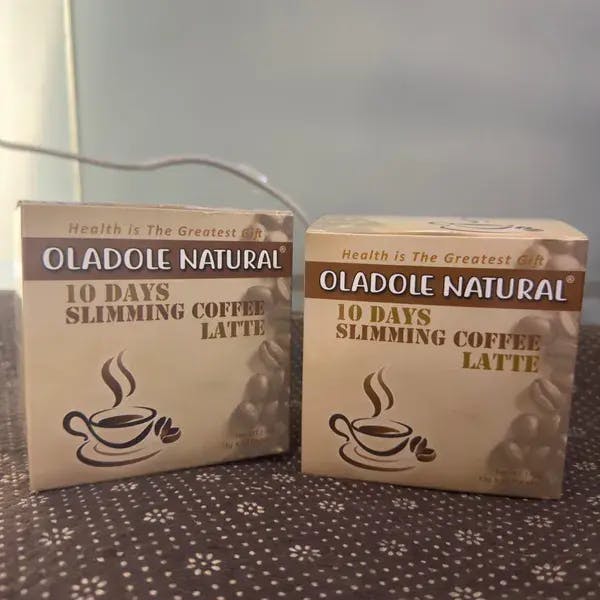 Health is The Greatest Gift
OLADOLE NATURAL®
10 DAYS
SLIMMING COFFEE
LATTE
Health is The Greatest Gift
OLADOLE NATURAL®
10 DAYS
SLIMMING COFFEE
LATTE